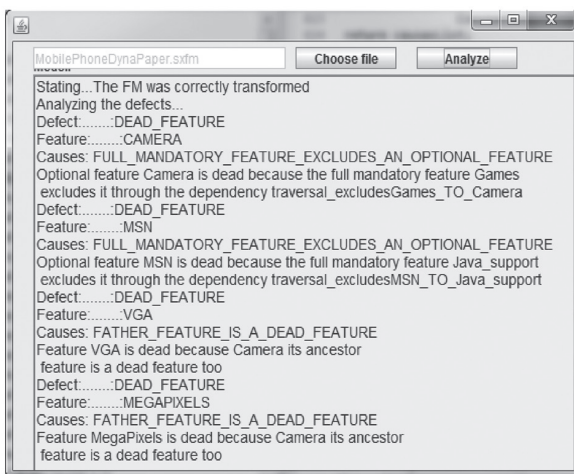 MobilePhoneDynaPaper.sxfm
Choose file
Analyze
Stating...The FM was correctly transformed
Analyzing the defects...
Defect:.......:DEAD_FEATURE
Feature:.......:CAMERA
Causes: FULL_MANDATORY_FEATURE_EXCLUDES_AN_OPTIONAL_FEATURE
Optional feature Camera is dead because the full mandatory feature Games
excludes it through the dependency traversal_excludesGames_TO_Camera
Defect:.......:DEAD_FEATURE
Feature:.......:MSN
Causes: FULL_MANDATORY_FEATURE_EXCLUDES_AN_OPTIONAL_FEATURE
Optional feature MSN is dead because the full mandatory feature Java_support
excludes it through the dependency traversal_excludesMSN_TO_Java_support
Defect:.......:DEAD_FEATURE
Feature:.......:VGA
Causes: FATHER_FEATURE_IS_A_DEAD_FEATURE
Feature VGA is dead because Camera its ancestor
feature is a dead feature too
Defect:.......:DEAD_FEATURE
Feature:.......:MEGAPIXELS
Causes: FATHER_FEATURE_IS_A_DEAD_FEATURE
Feature MegaPixels is dead because Camera its ancestor
feature is a dead feature too